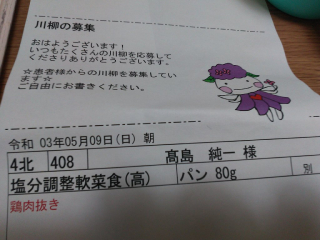 川柳の募集
おはようございます！
いつもたくさんの川柳を応募して
くださりありがとうございます。
☆患者様からの川柳を募集してい
ます☆
ご自由にお書きください。
令和 03年05月09日(日) 朝
4北 408 髙島 純一 様
塩分調整軟菜食(高) パン 80g 別
鶏肉抜き